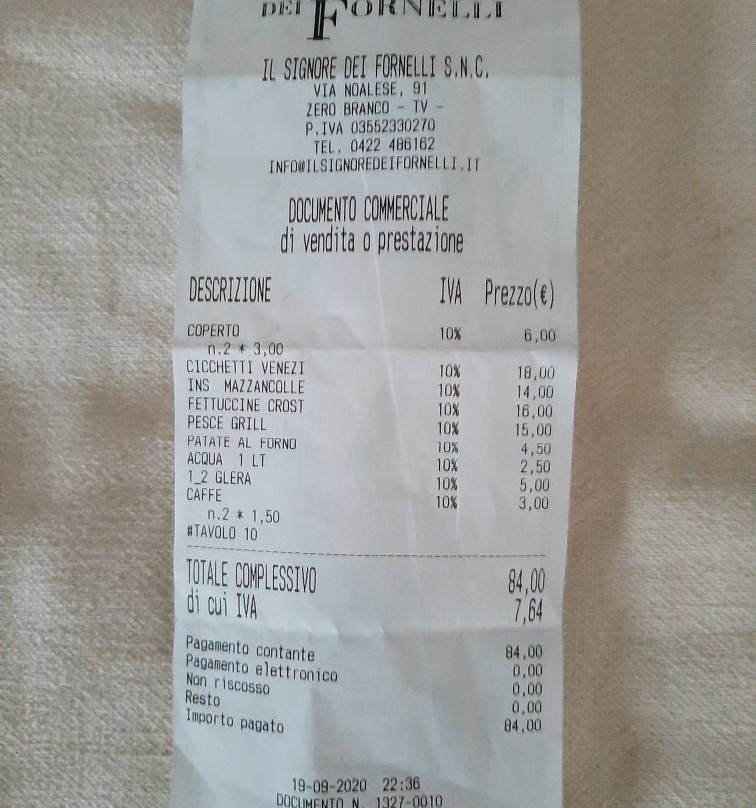 DEI FORNELLI
IL SIGNORE DEI FORNELLI S.N.C.
VIA NOALESE, 91
ZERO BRANCO - TV -
P.IVA 03552330270
TEL. 0422 486162
INFO@ILSIGNOREDEIFORNELLI.IT
DOCUMENTO COMMERCIALE
di vendita o prestazione
DESCRIZIONE IVA Prezzo(€)
COPERTO 10% 6,00
n.2 * 3,00
CICCHETTI VENEZI 10% 18,00
INS MAZZANCOLLE 10% 14,00
FETTUCCINE CROST 10% 16,00
PESCE GRILL 10% 15,00
PATATE AL FORNO 10% 4,50
ACQUA 1 LT 10% 2,50
1_2 GLERA 10% 5,00
CAFFE 10% 3,00
n.2 * 1,50
#TAVOLO 10
TOTALE COMPLESSIVO 84,00
di cui IVA 7,64
Pagamento contante 84,00
Pagamento elettronico 0,00
Non riscosso 0,00
Resto 0,00
Importo pagato 84,00
19-09-2020 22:36
DOCUMENTO N. 1327-0010